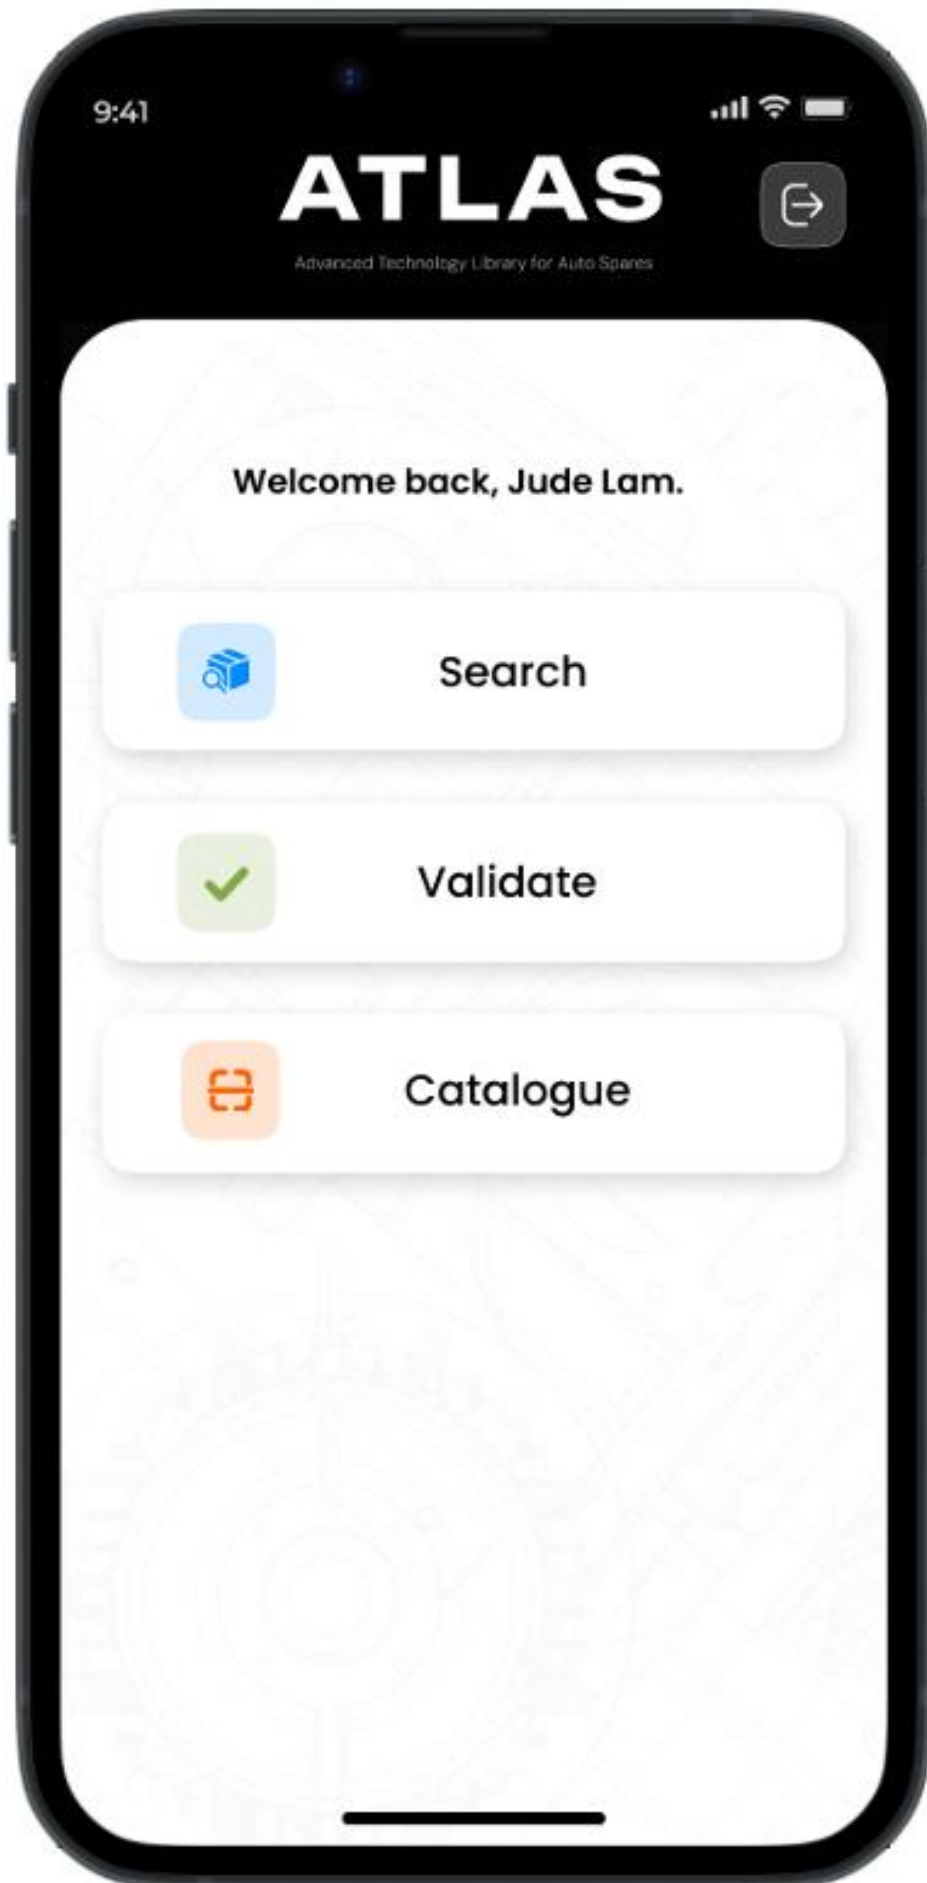 9:41
ATLAS
Advanced Technology Library for Auto Spares
Welcome back, Jude Lam.
Search
Validate
Catalogue